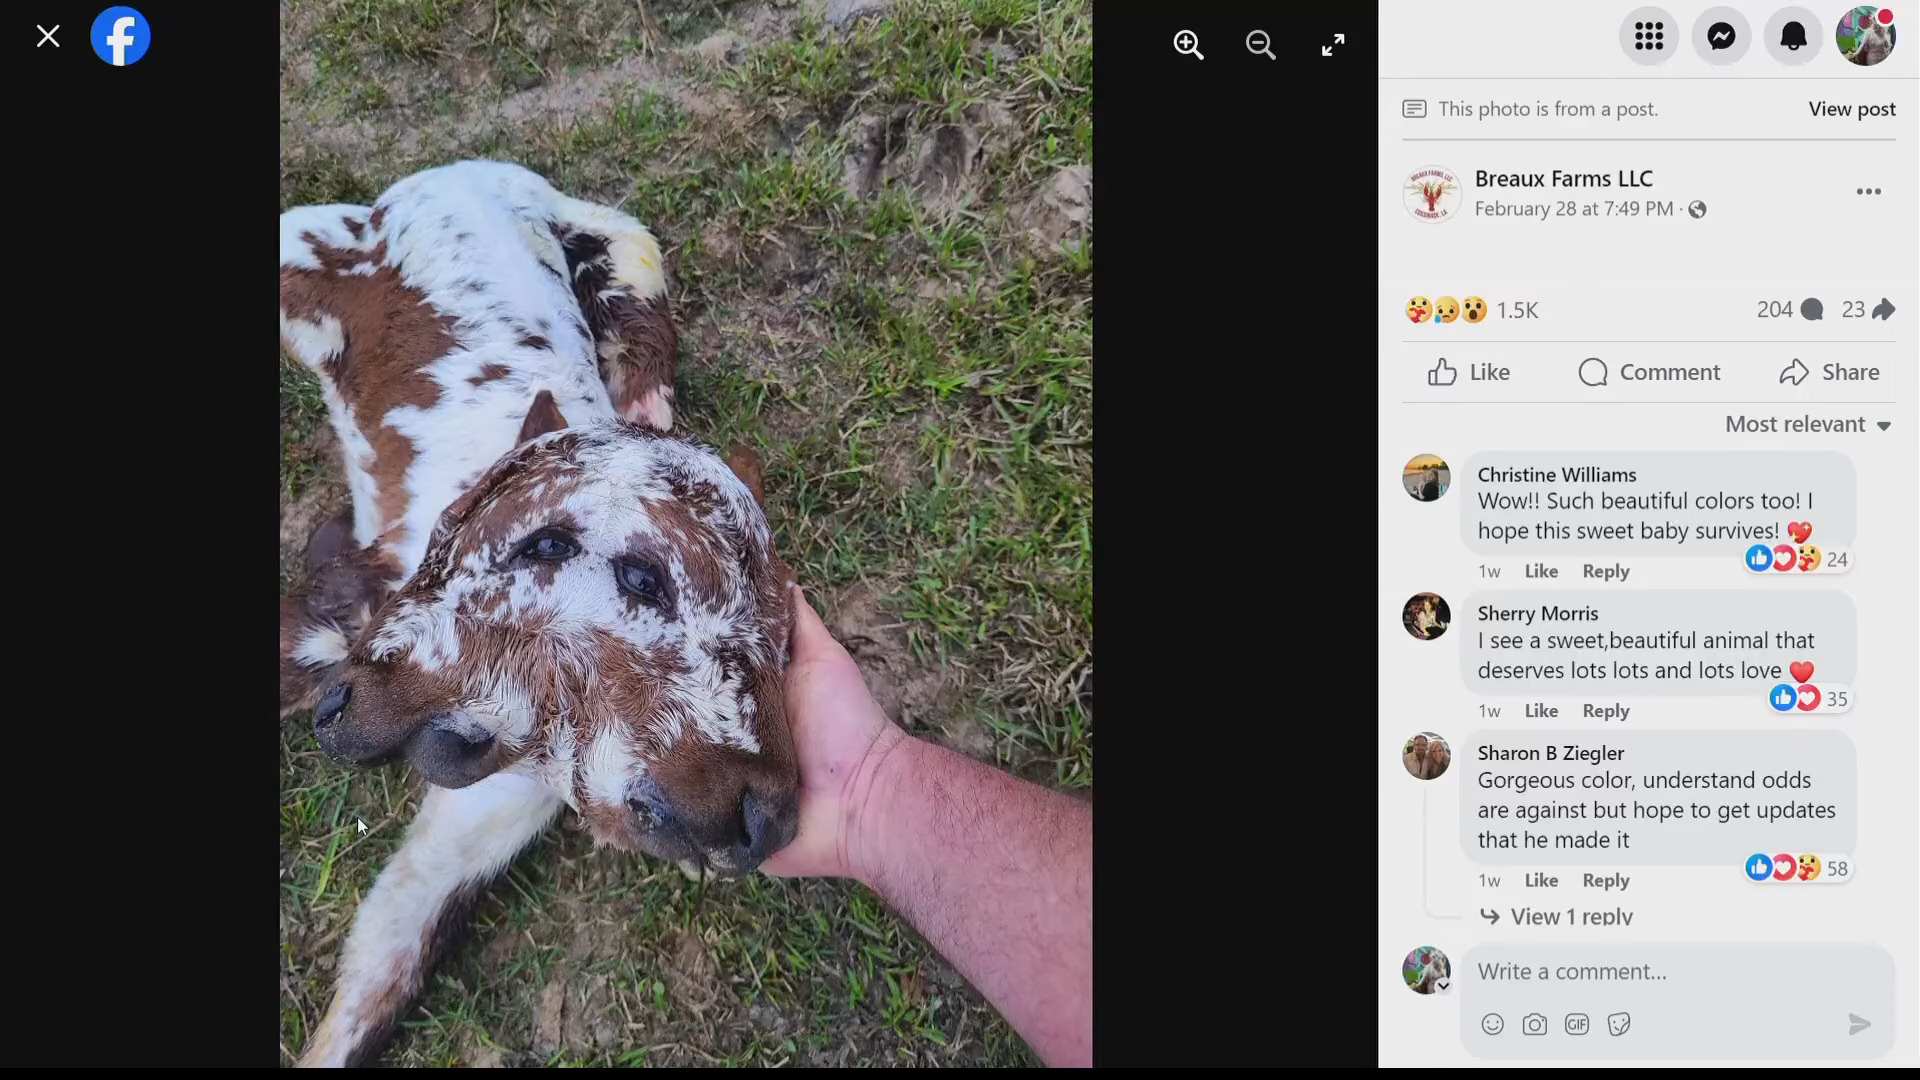 This photo is from a post.
View post
Breaux Farms LLC
February 28 at 7:49 PM ·
1.5K
204
23
Like
Comment
Share
Most relevant
Christine Williams
Wow!! Such beautiful colors too! I
hope this sweet baby survives! 💖
24
1w Like Reply
Sherry Morris
I see a sweet,beautiful animal that
deserves lots lots and lots love ❤️
35
1w Like Reply
Sharon B Ziegler
Gorgeous color, understand odds
are against but hope to get updates
that he made it
58
1w Like Reply
View 1 reply
Write a comment...
GIF